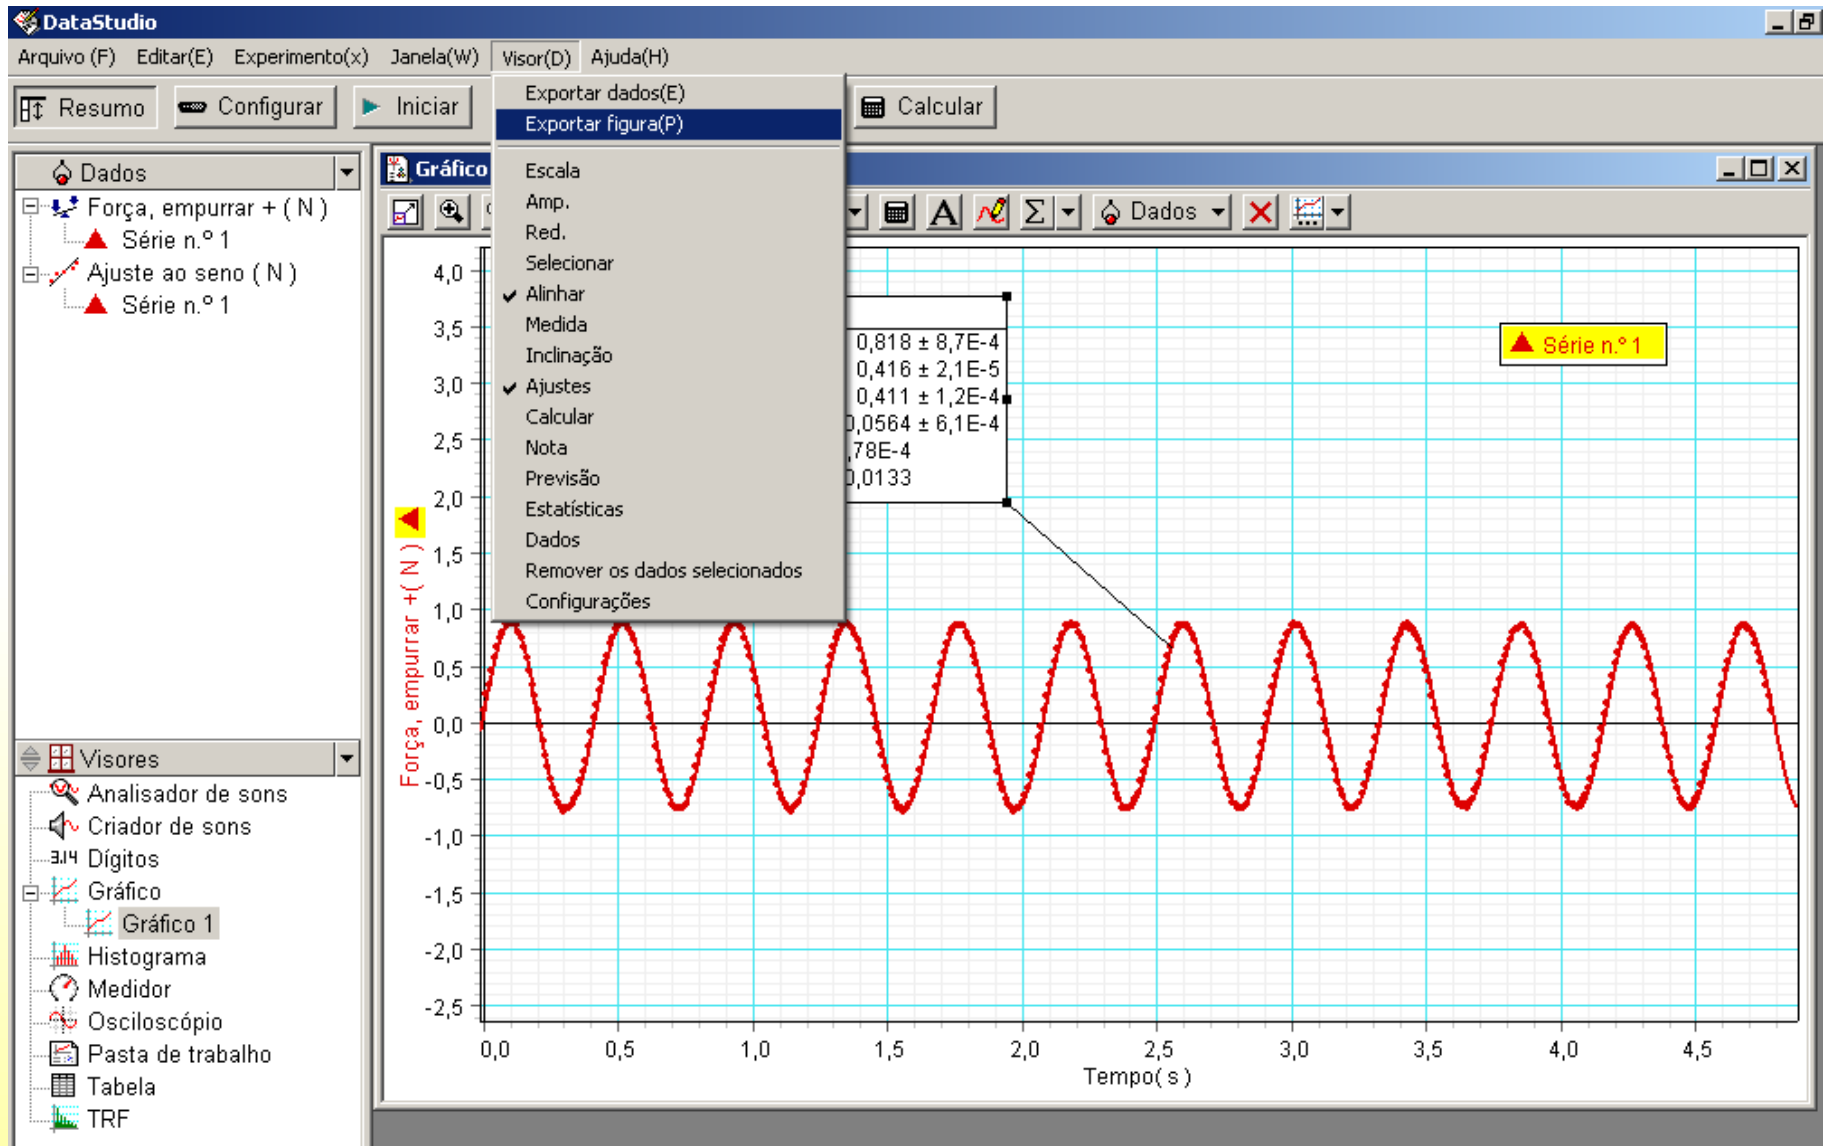 DataStudio
Arquivo (F) Editar(E) Experimento(x) Janela(W) Visor(D) Ajuda(H)
Resumo Configurar Iniciar Calcular
Exportar dados(E)
Exportar figura(P)
Escala
Amp.
Red.
Selecionar
Alinhar
Medida
Inclinação
Ajustes
Calcular
Nota
Previsão
Estatísticas
Dados
Remover os dados selecionados
Configurações
Dados
Força, empurrar + ( N )
Série n.º 1
Ajuste ao seno ( N )
Série n.º 1
Visores
Analisador de sons
Criador de sons
3.14 Dígitos
Gráfico
Gráfico 1
Histograma
Medidor
Osciloscópio
Pasta de trabalho
Tabela
TRF
Gráfico
A Σ Dados
0,818 ± 8,7E-4
0,416 ± 2,1E-5
0,411 ± 1,2E-4
0,0564 ± 6,1E-4
,78E-4
0,0133
Série n.º 1
Força, empurrar +( N )
4,0
3,5
3,0
2,5
2,0
1,5
1,0
0,5
0,0
-0,5
-1,0
-1,5
-2,0
-2,5
0,0 0,5 1,0 1,5 2,0 2,5 3,0 3,5 4,0 4,5
Tempo( s )